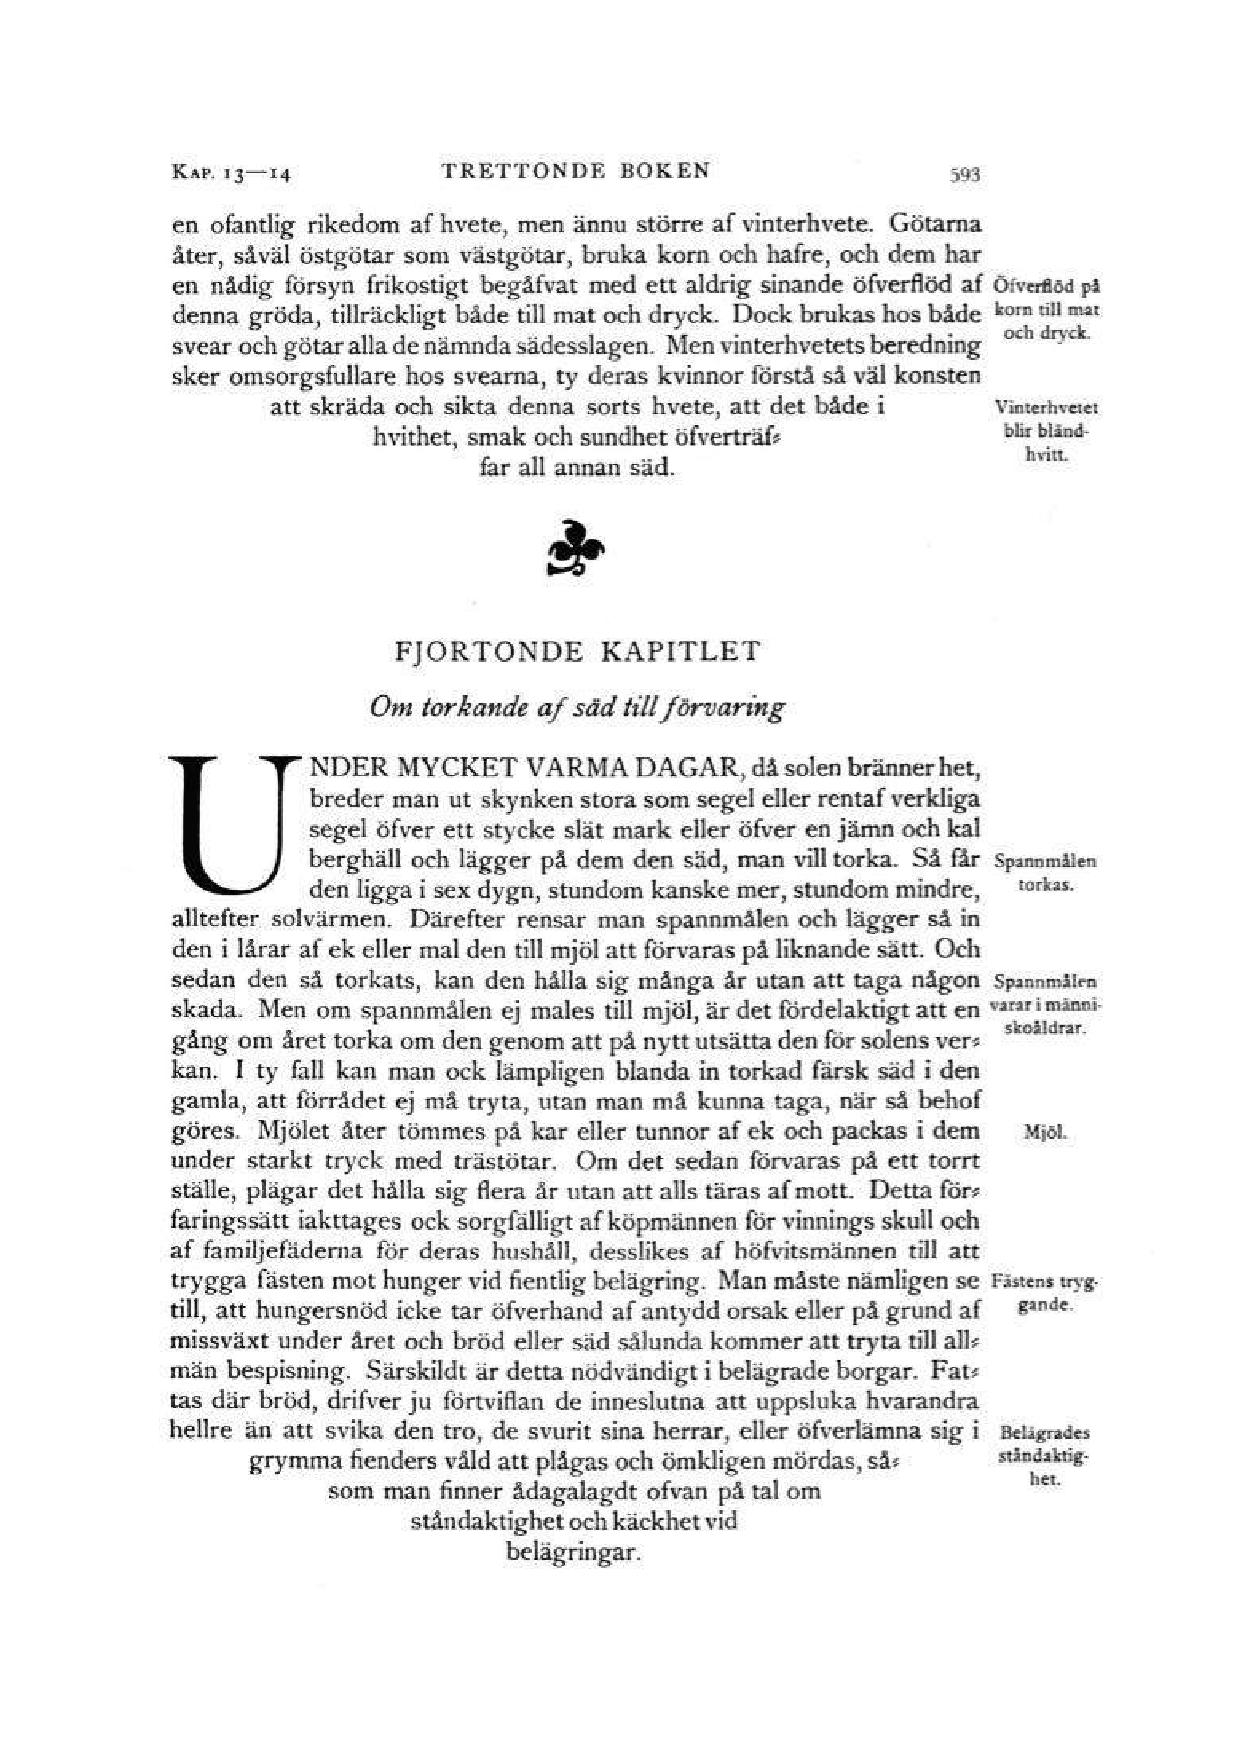 KAP. 13—14 TRETTONDE BOKEN 593
en ofantlig rikedom af hvete, men ännu större af vinterhvete. Götarna
åter, såväl östgötar som västgötar, bruka korn och hafre, och dem har
en nådig försyn frikostigt begåfvat med ett aldrig sinande öfverflöd af
denna gröda, tillräckligt både till mat och dryck. Dock brukas hos både
svear och götar alla de nämnda sädesslagen. Men vinterhvetets beredning
sker omsorgsfullare hos svearna, ty deras kvinnor förstå så väl konsten
att skräda och sikta denna sorts hvete, att det både i
hvithet, smak och sundhet öfverträf⸗
far all annan säd.
Öfverflöd på
korn till mat
och dryck.
Vinterhvetet
blir bländ-
hvitt.
FJORTONDE KAPITLET
Om torkande af säd till förvaring
UNDER MYCKET VARMA DAGAR, då solen bränner het,
breder man ut skynken stora som segel eller rentaf verkliga
segel öfver ett stycke slät mark eller öfver en jämn och kal
berghäll och lägger på dem den säd, man vill torka. Så får
den ligga i sex dygn, stundom kanske mer, stundom mindre,
alltefter solvärmen. Därefter rensar man spannmålen och lägger så in
den i lårar af ek eller mal den till mjöl att förvaras på liknande sätt. Och
sedan den så torkats, kan den hålla sig många år utan att taga någon
skada. Men om spannmålen ej males till mjöl, är det fördelaktigt att en
gång om året torka om den genom att på nytt utsätta den för solens ver⸗
kan. I ty fall kan man ock lämpligen blanda in torkad färsk säd i den
gamla, att förrådet ej må tryta, utan man må kunna taga, när så behof
göres. Mjölet åter tömmes på kar eller tunnor af ek och packas i dem
under starkt tryck med trästötar. Om det sedan förvaras på ett torrt
ställe, plägar det hålla sig flera år utan att alls täras af mott. Detta för⸗
faringssätt iakttages ock sorgfälligt af köpmännen för vinnings skull och
af familjefäderna för deras hushåll, desslikes af höfvitsmännen till att
trygga fästen mot hunger vid fientlig belägring. Man måste nämligen se
till, att hungersnöd icke tar öfverhand af antydd orsak eller på grund af
missväxt under året och bröd eller säd sålunda kommer att tryta till all⸗
män bespisning. Särskildt är detta nödvändigt i belägrade borgar. Fat⸗
tas där bröd, drifver ju förtviflan de inneslutna att uppsluka hvarandra
hellre än att svika den tro, de svurit sina herrar, eller öfverlämna sig i
grymma fienders våld att plågas och ömkligen mördas, så⸗
som man finner ådagalagdt ofvan på tal om
ståndaktighet och käckhet vid
belägringar.
Spannmålen
torkas.
Spannmålen
varar i männi-
skoåldrar.
Mjöl.
Fästens tryg-
gande.
Belägrades
ståndaktig-
het.